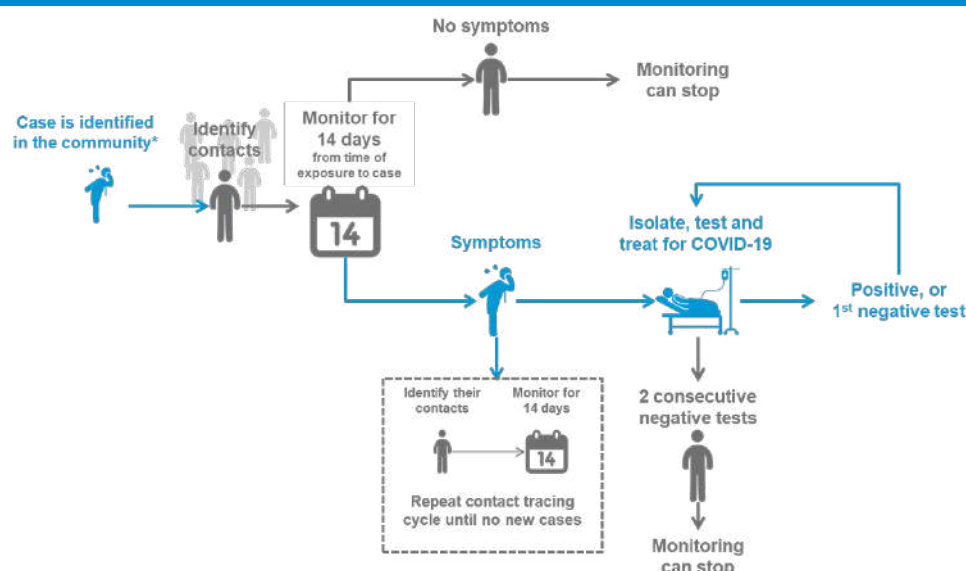 No symptoms
Monitoring
can stop
Case is identified
in the community*
Identify
contacts
Monitor for
14 days
from time of
exposure to case
14
Symptoms
Isolate, test and
treat for COVID-19
Positive, or
1st negative test
Identify their
contacts
Monitor for
14 days
14
Repeat contact tracing
cycle until no new cases
2 consecutive
negative tests
Monitoring
can stop